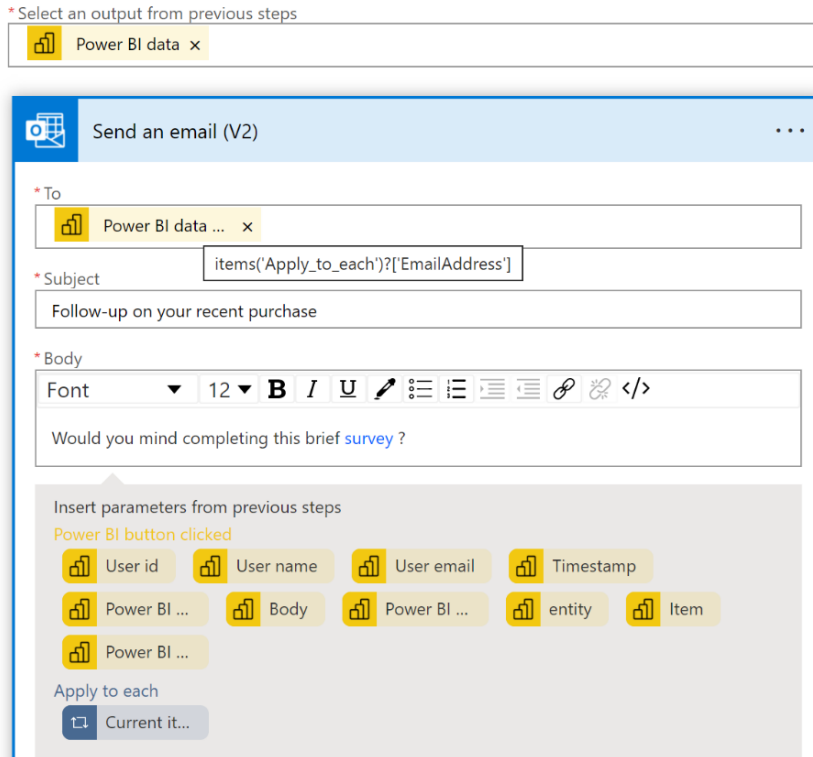 * Select an output from previous steps
Power BI data ×
Send an email (V2)
* To
Power BI data ... ×
items('Apply_to_each')?['EmailAddress']
* Subject
Follow-up on your recent purchase
* Body
Font 12 B I U </>
Would you mind completing this brief survey ?
Insert parameters from previous steps
Power BI button clicked
User id User name User email Timestamp
Power BI ... Body Power BI ... entity Item
Power BI ...
Apply to each
Current it...